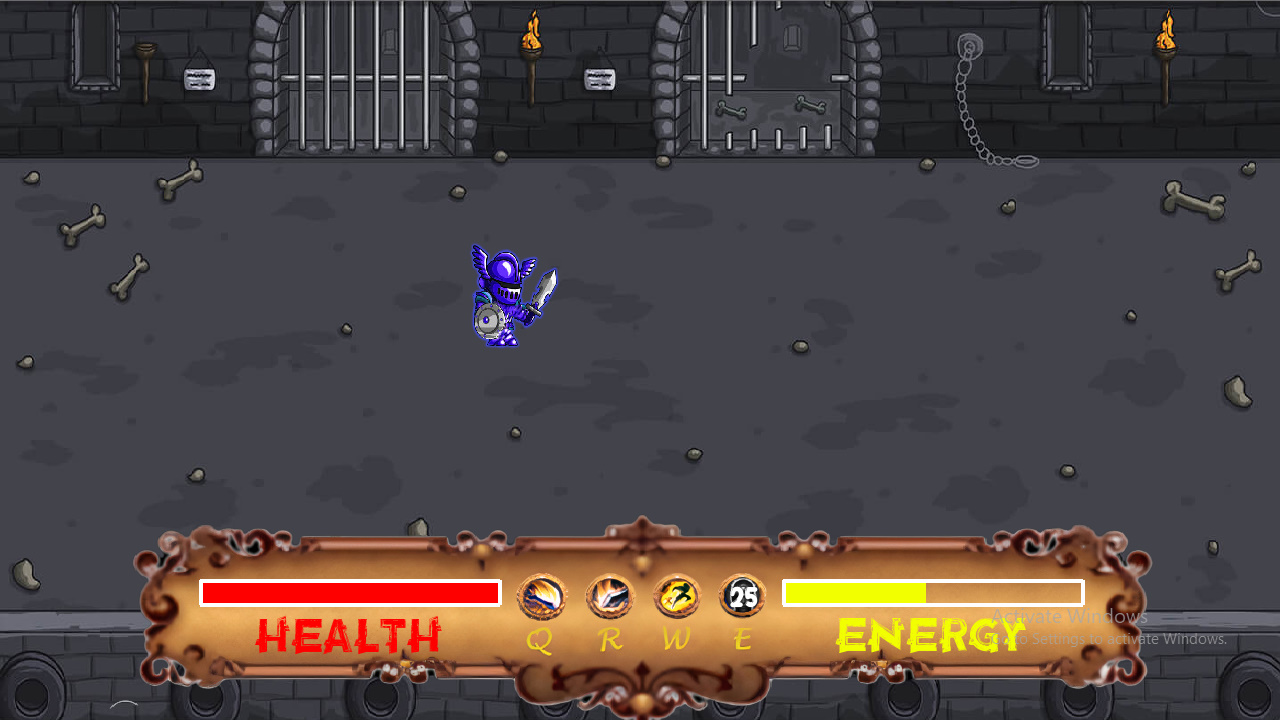 25
Q R W E
HEALTH
ENERGY
Activate Windows
Go to Settings to activate Windows.